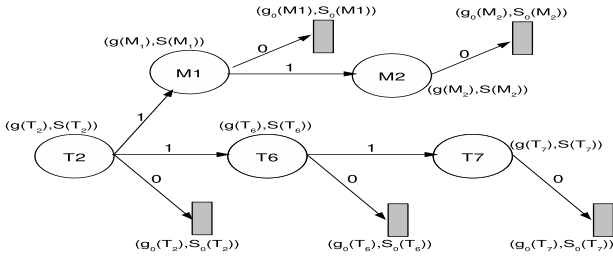 (g₀(M1),S₀(M1))
(g₀(M₂),S₀(M₂))
(g(M₁),S(M₁))
0
0
M1
1
M2
(g(M₂),S(M₂))
(g(T₂),S(T₂))
1
(g(T₆),S(T₆))
(g(T₇),S(T₇))
T2
1
T6
1
T7
0
0
0
(g₀(T₂),S₀(T₂))
(g₀(T₆),S₀(T₆))
(g₀(T₇),S₀(T₇))